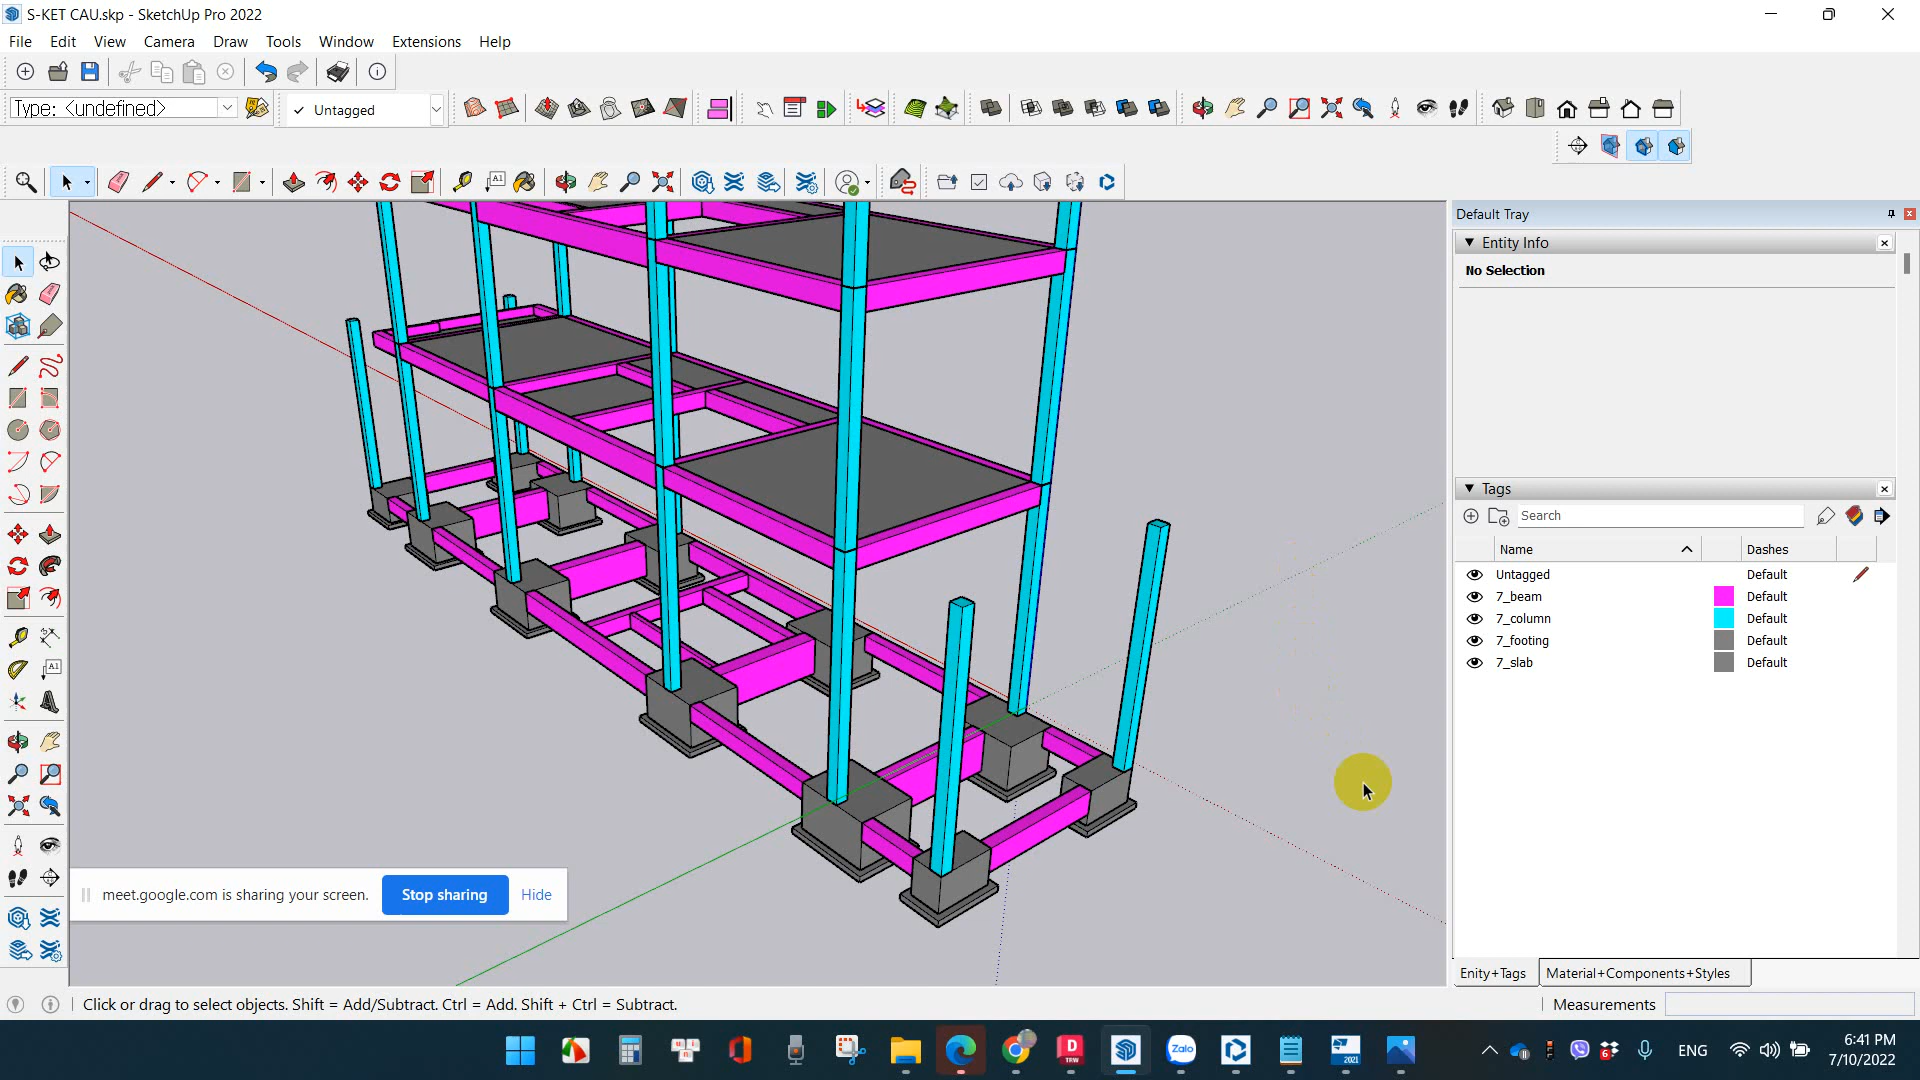 S-KET CAU.skp - SketchUp Pro 2022
File Edit View Camera Draw Tools Window Extensions Help
Type: <undefined>
✓ Untagged
Default Tray
Entity Info
No Selection
Tags
Search
Name Dashes
Untagged Default
7_beam Default
7_column Default
7_footing Default
7_slab Default
meet.google.com is sharing your screen. Stop sharing Hide
Enity+Tags Material+Components+Styles
Click or drag to select objects. Shift = Add/Subtract. Ctrl = Add. Shift + Ctrl = Subtract.
Measurements
Zalo
2021
ENG
6:41 PM
7/10/2022